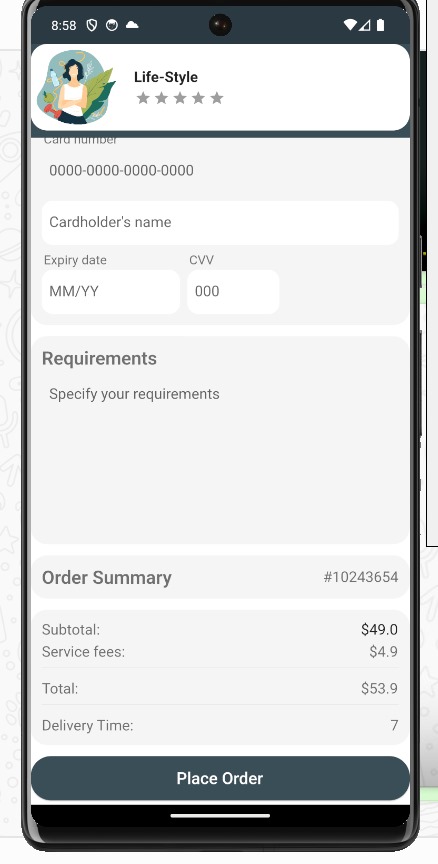 8:58
Life-Style
Card number
0000-0000-0000-0000
Cardholder's name
Expiry date CVV
MM/YY 000
Requirements
Specify your requirements
Order Summary #10243654
Subtotal: $49.0
Service fees: $4.9
Total: $53.9
Delivery Time: 7
Place Order